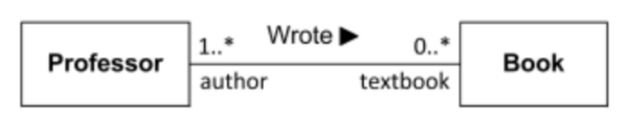 Professor
1..*
Wrote ▶
0..*
author
textbook
Book